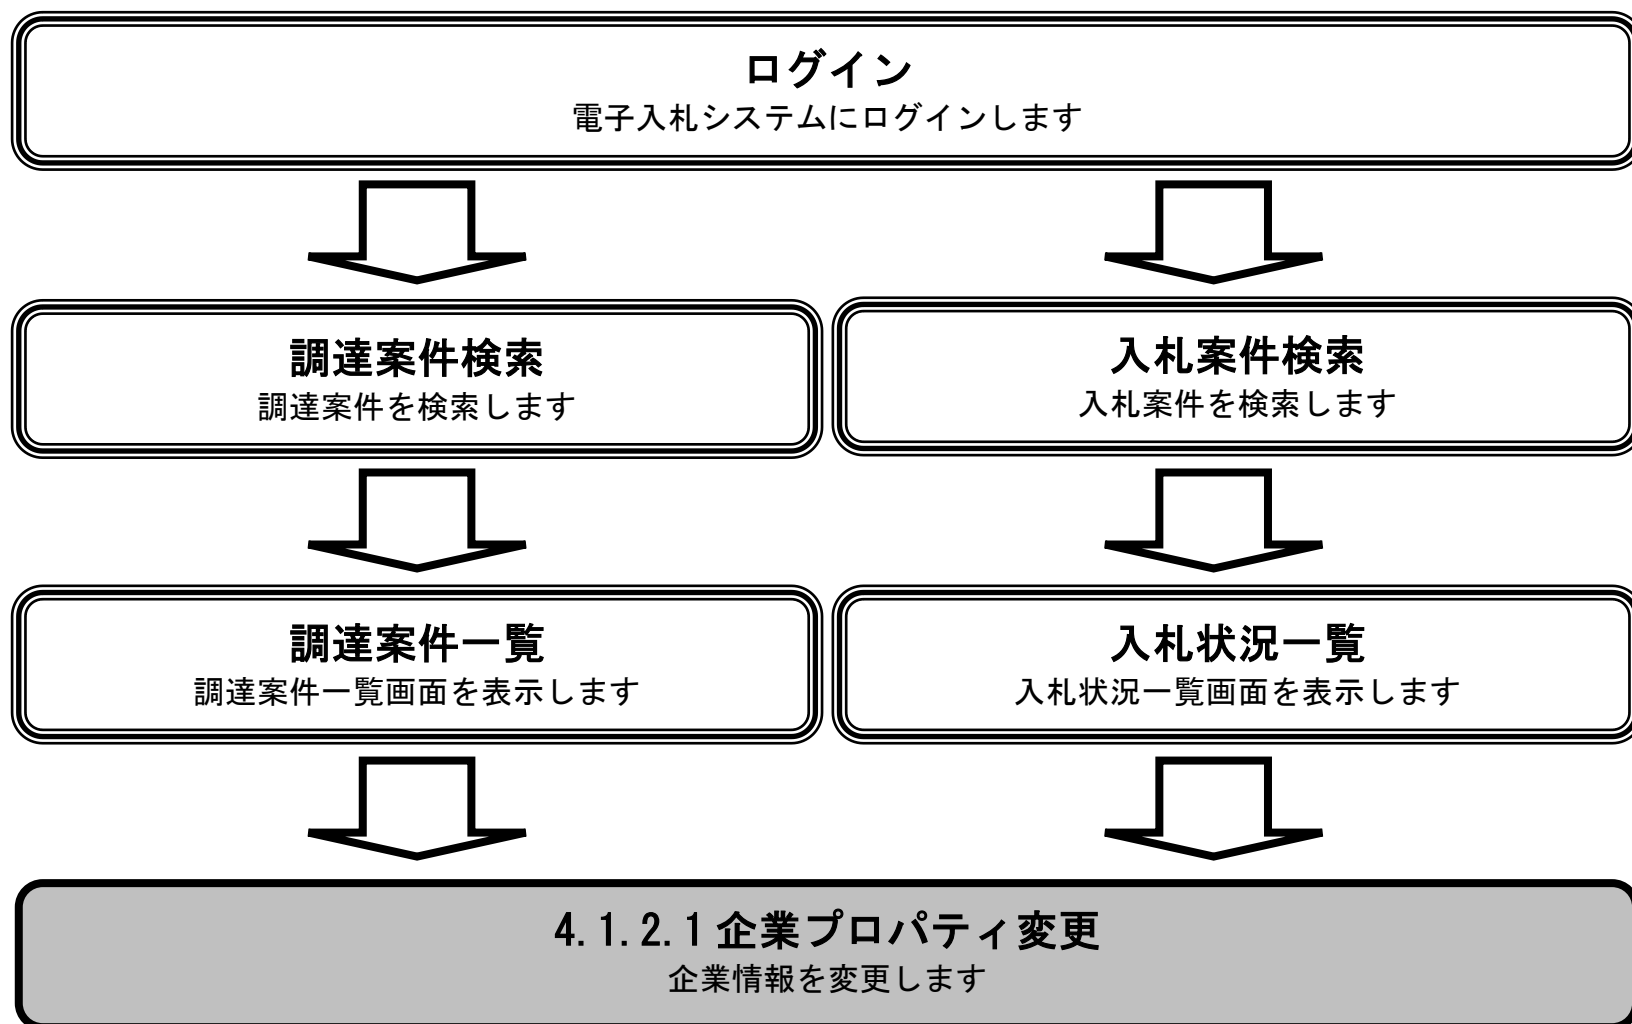 ログイン
電子入札システムにログインします
調達案件検索
調達案件を検索します
入札案件検索
入札案件を検索します
調達案件一覧
調達案件一覧画面を表示します
入札状況一覧
入札状況一覧画面を表示します
4.1.2.1 企業プロパティ変更
企業情報を変更します